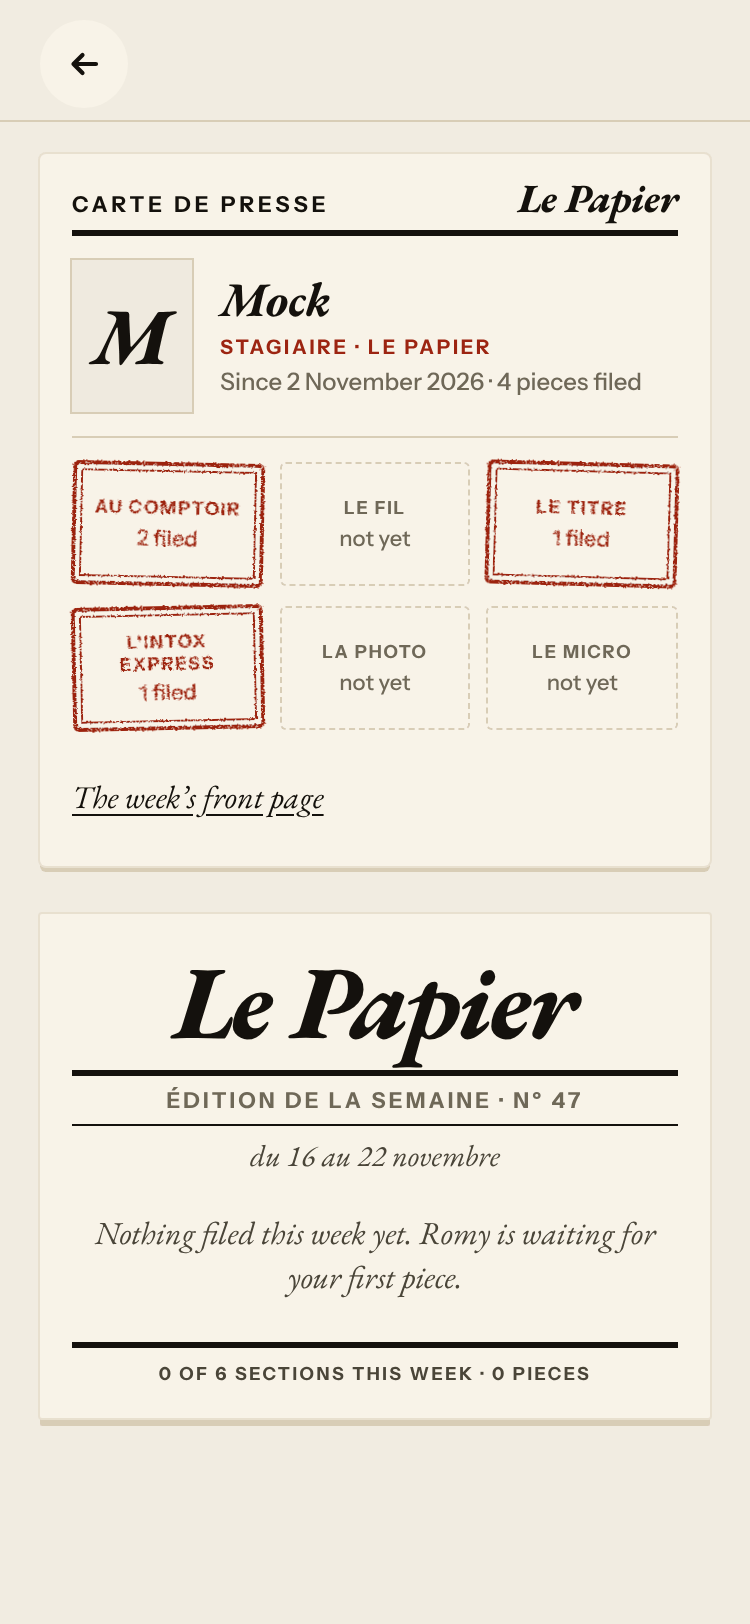 CARTE DE PRESSE
Le Papier
M
Mock
STAGIAIRE · LE PAPIER
Since 2 November 2026 · 4 pieces filed
AU COMPTOIR
2 filed
LE FIL
not yet
LE TITRE
1 filed
L'INTOX
EXPRESS
1 filed
LA PHOTO
not yet
LE MICRO
not yet
The week’s front page
Le Papier
ÉDITION DE LA SEMAINE · N° 47
du 16 au 22 novembre
Nothing filed this week yet. Romy is waiting for
your first piece.
0 OF 6 SECTIONS THIS WEEK · 0 PIECES